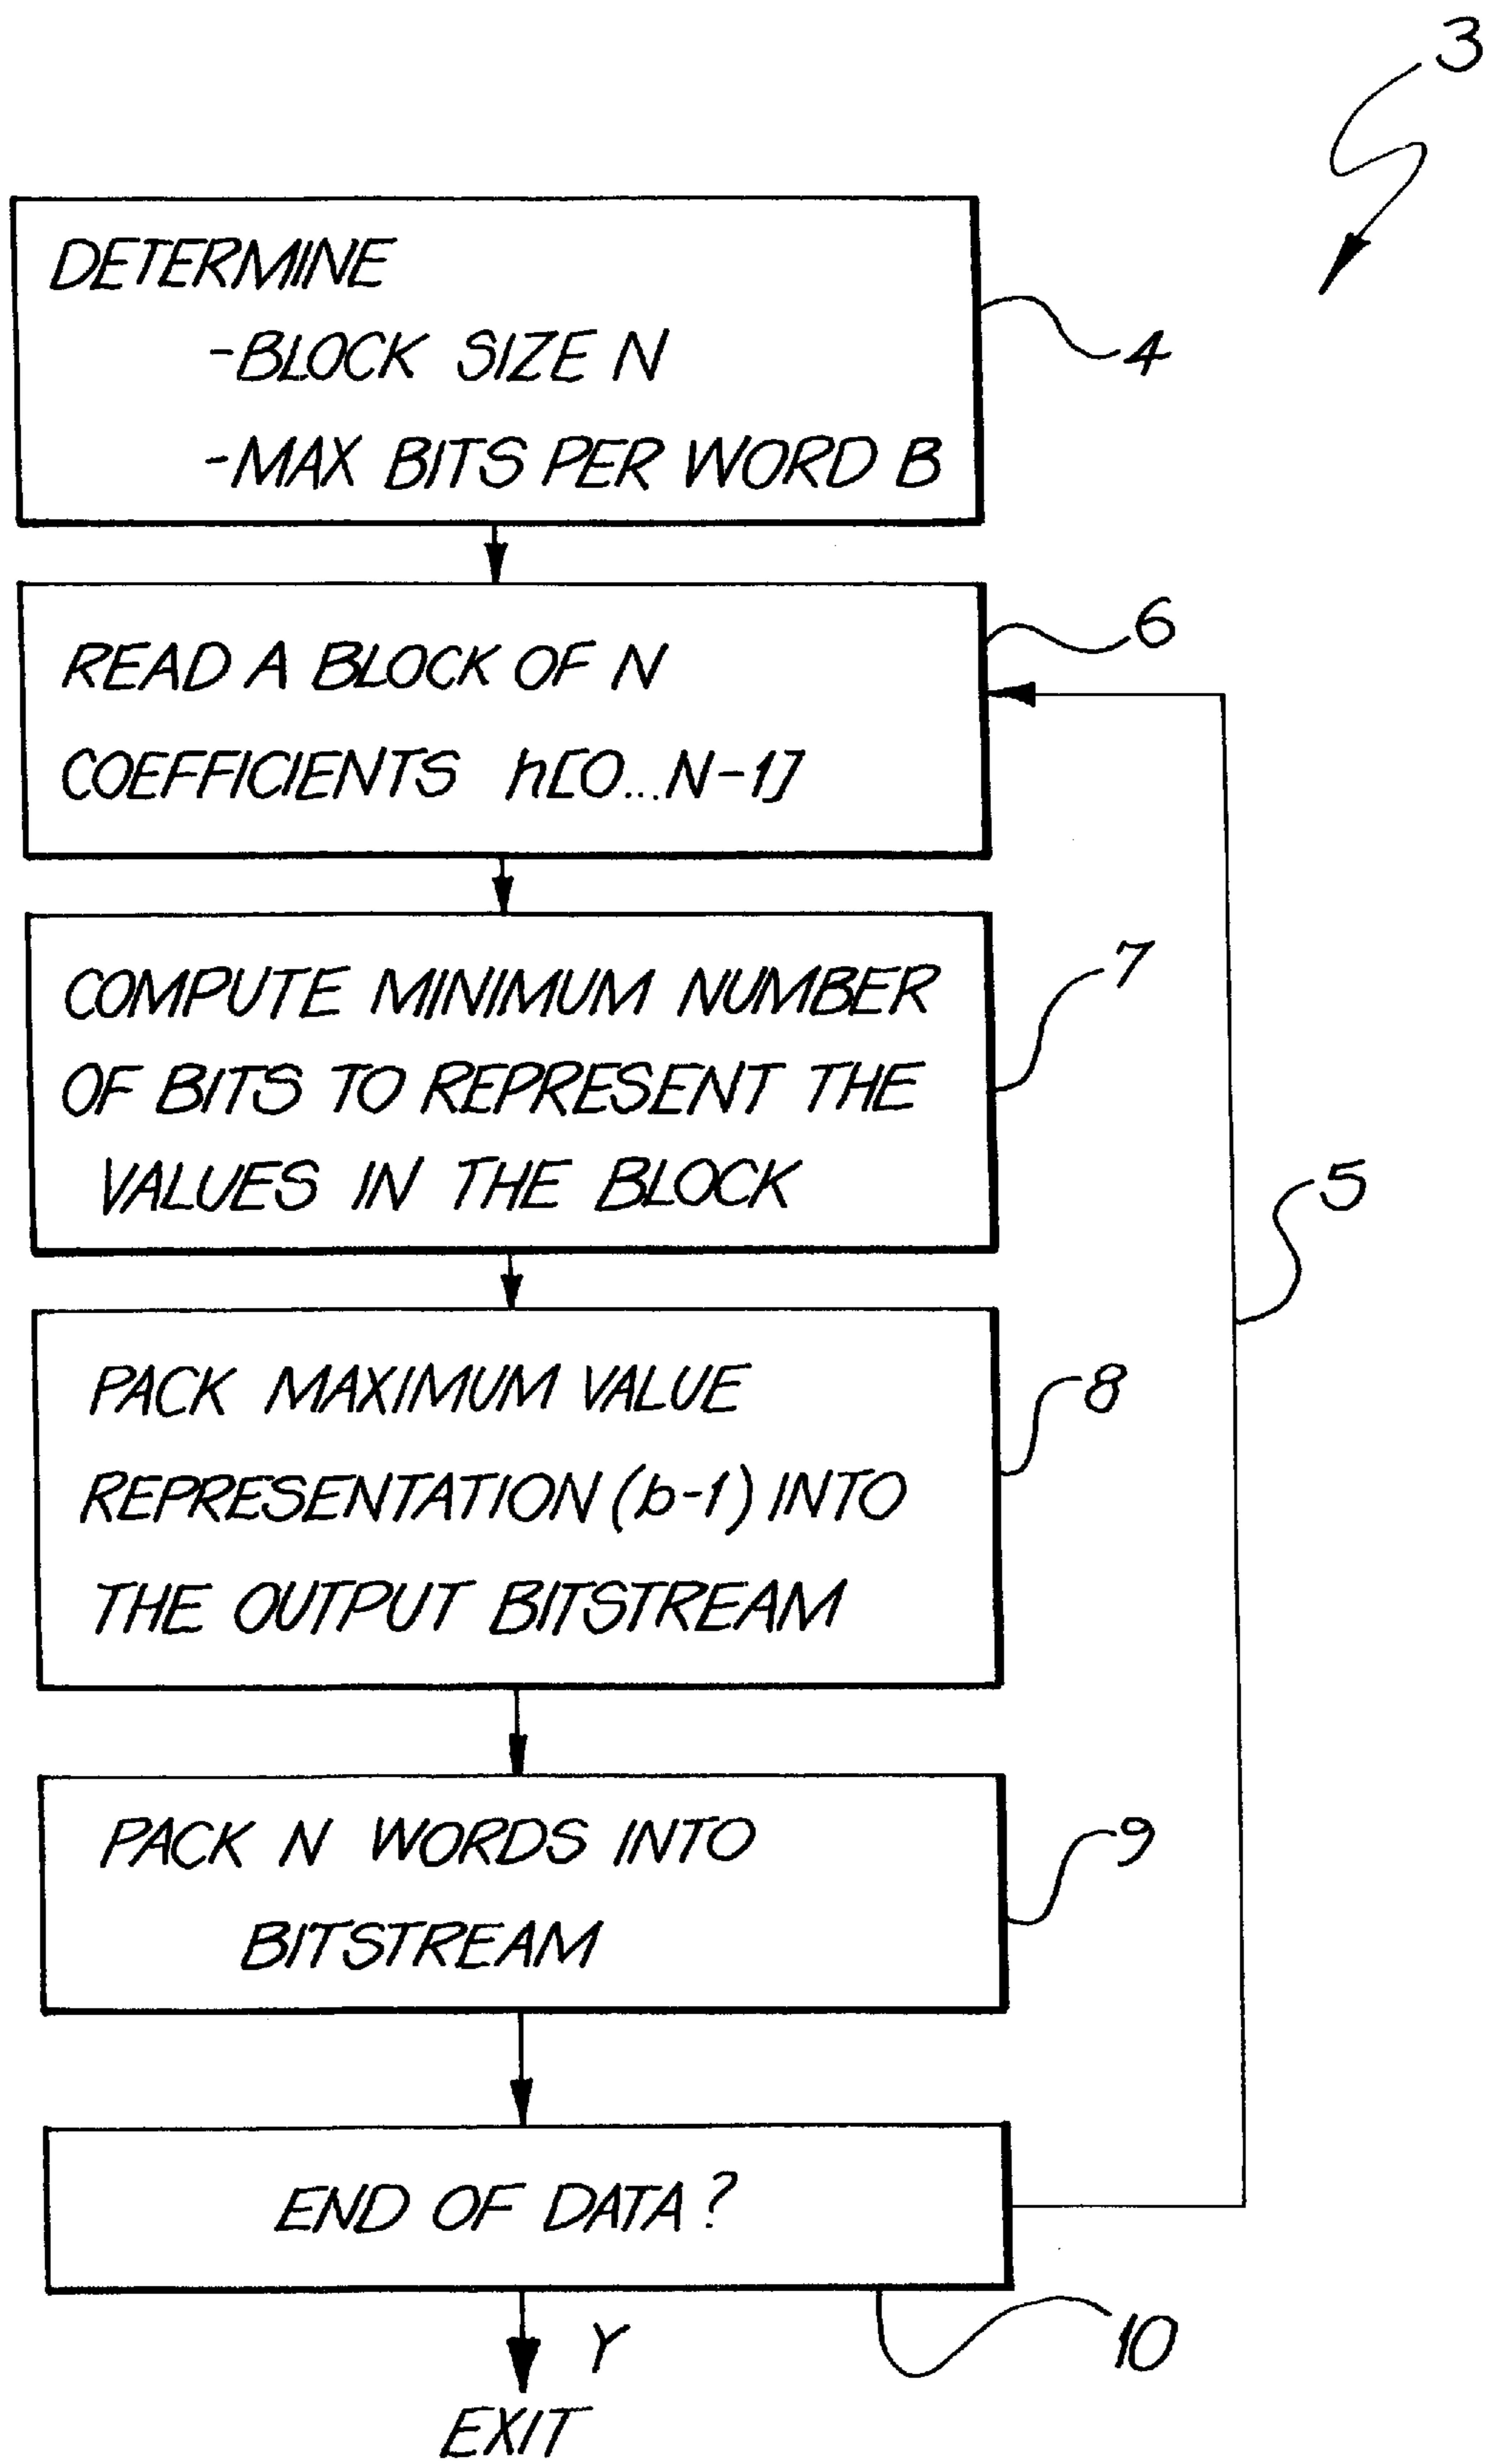 3
DETERMINE
-BLOCK SIZE N
-MAX BITS PER WORD B
4
READ A BLOCK OF N
COEFFICIENTS h[0...N-1]
6
COMPUTE MINIMUM NUMBER
OF BITS TO REPRESENT THE
VALUES IN THE BLOCK
7
5
PACK MAXIMUM VALUE
REPRESENTATION (b-1) INTO
THE OUTPUT BITSTREAM
8
PACK N WORDS INTO
BITSTREAM
9
END OF DATA?
10
Y
EXIT